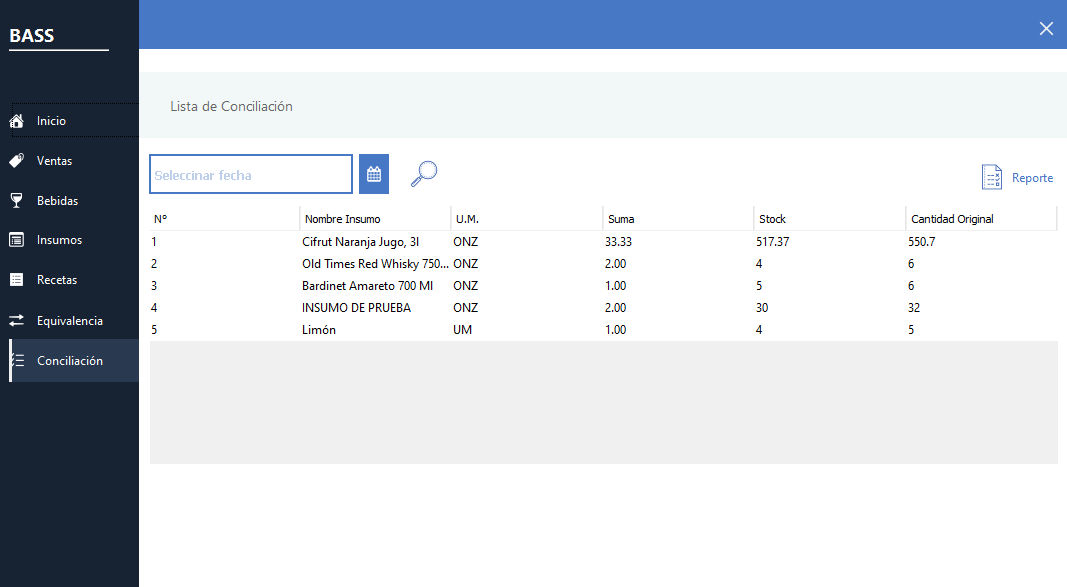 BASS
Inicio
Ventas
Bebidas
Insumos
Recetas
Equivalencia
Conciliación
Lista de Conciliación
Seleccinar fecha
Reporte
N° Nombre Insumo U.M. Suma Stock Cantidad Original
1 Cifrut Naranja Jugo, 3l ONZ 33.33 517.37 550.7
2 Old Times Red Whisky 750... ONZ 2.00 4 6
3 Bardinet Amareto 700 Ml ONZ 1.00 5 6
4 INSUMO DE PRUEBA ONZ 2.00 30 32
5 Limón UM 1.00 4 5